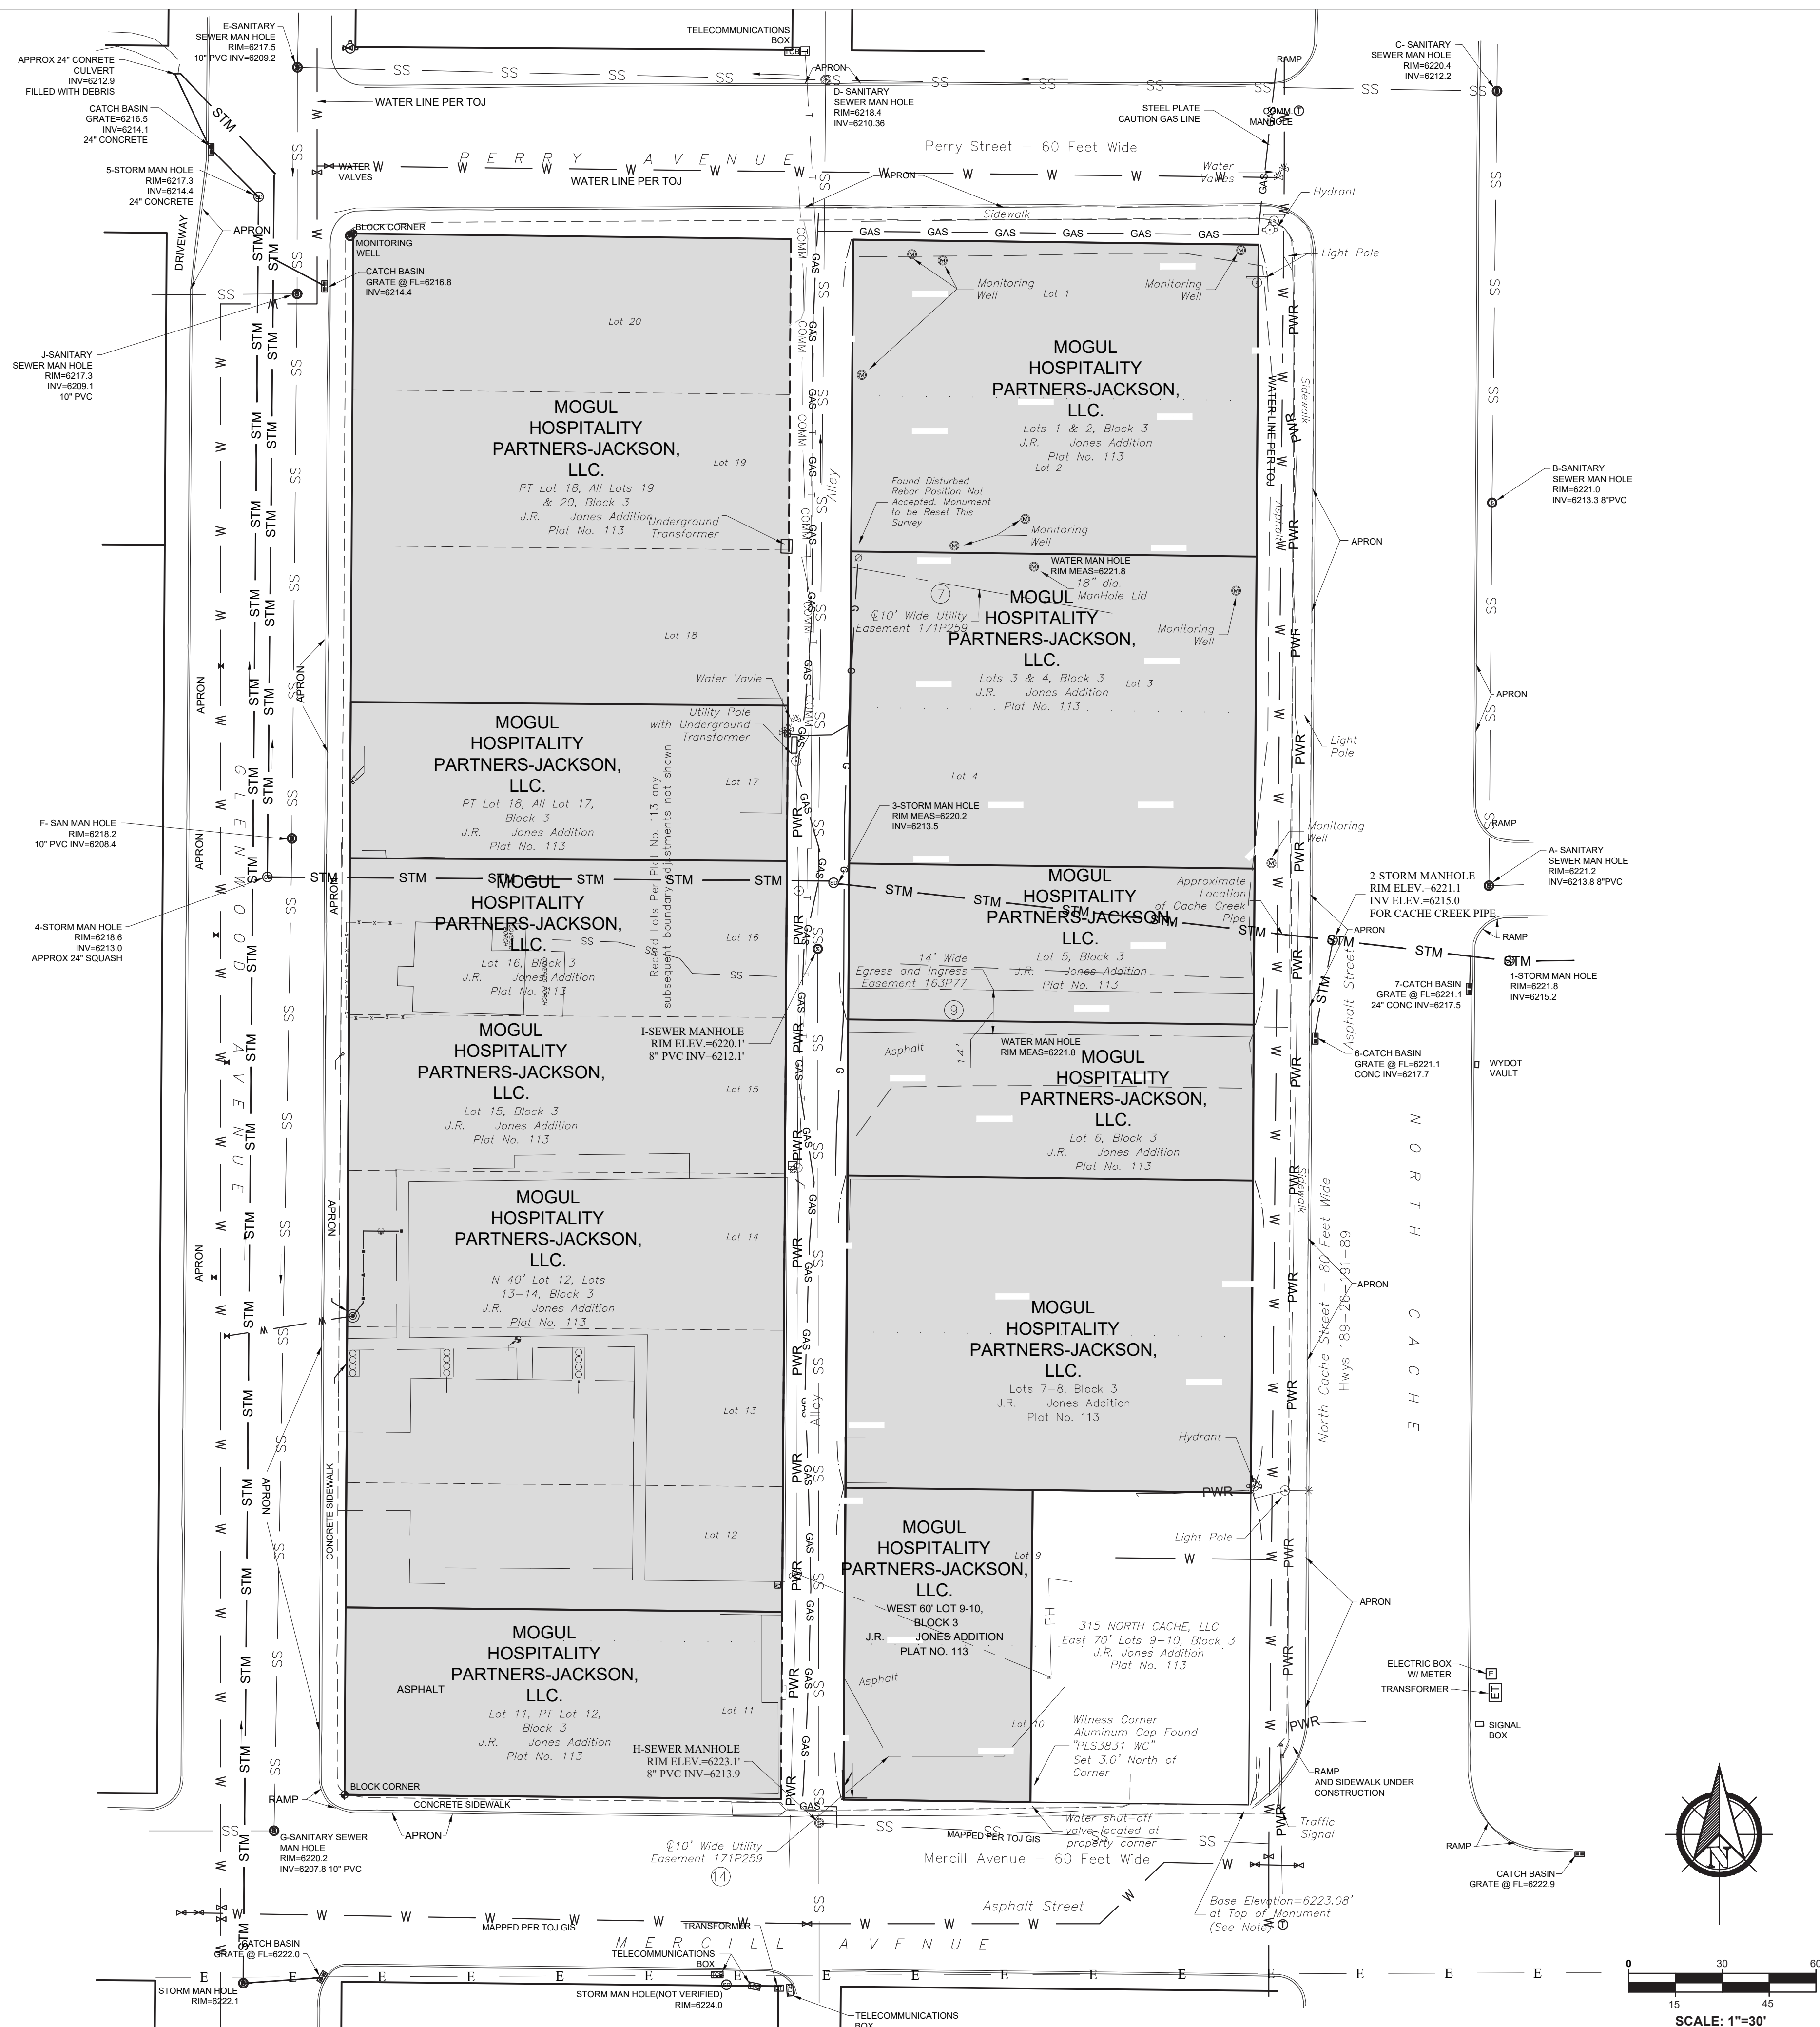 E-SANITARY
SEWER MAN HOLE
RIM=6217.5
10" PVC INV=6209.2
APPROX 24" CONRETE
CULVERT
INV=6212.9
FILLED WITH DEBRIS
CATCH BASIN
GRATE=6216.5
INV=6214.1
24" CONCRETE
5-STORM MAN HOLE
RIM=6217.3
INV=6214.4
24" CONCRETE
DRIVEWAY
APRON
J-SANITARY
SEWER MAN HOLE
RIM=6217.3
INV=6209.1
10" PVC
TELECOMMUNICATIONS
BOX
APRON
D- SANITARY
SEWER MAN HOLE
RIM=6218.4
INV=6210.36
WATER LINE PER TOJ
WATER
VALVES
PERRY AVENUE
WATER LINE PER TOJ
APRON
Perry Street – 60 Feet Wide
STEEL PLATE
CAUTION GAS LINE
RAMP
COMM.
MANHOLE
C- SANITARY
SEWER MAN HOLE
RIM=6220.4
INV=6212.2
Water
Valves
Hydrant
Sidewalk
Light Pole
BLOCK CORNER
MONITORING
WELL
CATCH BASIN
GRATE @ FL=6216.8
INV=6214.4
Lot 20
MOGUL
HOSPITALITY
PARTNERS-JACKSON,
LLC.
PT Lot 18, All Lots 19
& 20, Block 3
J.R. Jones Addition
Plat No. 113
Lot 19
Underground
Transformer
Lot 18
Alley
Monitoring
Well
Lot 1
Monitoring
Well
MOGUL
HOSPITALITY
PARTNERS-JACKSON,
LLC.
Lots 1 & 2, Block 3
J.R. Jones Addition
Plat No. 113
Lot 2
Found Disturbed
Rebar Position Not
Accepted. Monument
to be Reset This
Survey
Monitoring
Well
WATER LINE PER TOJ
Sidewalk
Asphalt
B-SANITARY
SEWER MAN HOLE
RIM=6221.0
INV=6213.3 8"PVC
APRON
WATER MAN HOLE
RIM MEAS=6221.8
18" dia.
ManHole Lid
7
℄10' Wide Utility
Easement 171P259
MOGUL
HOSPITALITY
PARTNERS-JACKSON,
LLC.
Lots 3 & 4, Block 3
J.R. Jones Addition
Plat No. 113
Lot 3
Monitoring
Well
APRON
Light
Pole
Water Vavle
Utility Pole
with Underground
Transformer
MOGUL
HOSPITALITY
PARTNERS-JACKSON,
LLC.
PT Lot 18, All Lot 17,
Block 3
J.R. Jones Addition
Plat No. 113
Lot 17
Record Lots Per Plat No. 113 any
subsequent boundary adjustments not shown
Lot 4
3-STORM MAN HOLE
RIM MEAS=6220.2
INV=6213.5
Monitoring
Well
RAMP
A- SANITARY
SEWER MAN HOLE
RIM=6221.2
INV=6213.8 8"PVC
F- SAN MAN HOLE
RIM=6218.2
10" PVC INV=6208.4
4-STORM MAN HOLE
RIM=6218.6
INV=6213.0
APPROX 24" SQUASH
GLENWOOD AVENUE
APRON
MOGUL
HOSPITALITY
PARTNERS-JACKSON,
LLC.
Lot 16, Block 3
J.R. Jones Addition
Plat No. 113
Lot 16
MOGUL
HOSPITALITY
PARTNERS-JACKSON,
LLC.
Lot 5, Block 3
J.R. Jones Addition
Plat No. 113
Approximate
Location
of Cache Creek
Pipe
2-STORM MANHOLE
RIM ELEV.=6221.1
INV ELEV.=6215.0
FOR CACHE CREEK PIPE
APRON
RAMP
1-STORM MAN HOLE
RIM=6221.8
INV=6215.2
7-CATCH BASIN
GRATE @ FL=6221.1
24" CONC INV=6217.5
Asphalt Street
6-CATCH BASIN
GRATE @ FL=6221.1
CONC INV=6217.7
WYDOT
VAULT
14' Wide
Egress and Ingress
Easement 163P77
9
14'
I-SEWER MANHOLE
RIM ELEV.=6220.1'
8" PVC INV=6212.1'
MOGUL
HOSPITALITY
PARTNERS-JACKSON,
LLC.
Lot 15, Block 3
J.R. Jones Addition
Plat No. 113
Lot 15
Asphalt
WATER MAN HOLE
RIM MEAS=6221.8
MOGUL
HOSPITALITY
PARTNERS-JACKSON,
LLC.
Lot 6, Block 3
J.R. Jones Addition
Plat No. 113
Sidewalk
NORTH CACHE
North Cache Street – 80 Feet Wide
Hwys 189-26-191-89
APRON
MOGUL
HOSPITALITY
PARTNERS-JACKSON,
LLC.
N 40' Lot 12, Lots
13–14, Block 3
J.R. Jones Addition
Plat No. 113
Lot 14
APRON
MOGUL
HOSPITALITY
PARTNERS-JACKSON,
LLC.
Lots 7–8, Block 3
J.R. Jones Addition
Plat No. 113
Lot 13
Alley
Hydrant
PWR
CONCRETE SIDEWALK
APRON
Lot 12
Light Pole
MOGUL
HOSPITALITY
PARTNERS-JACKSON,
LLC.
WEST 60' LOT 9-10,
BLOCK 3
J.R. JONES ADDITION
PLAT NO. 113
Lot 9
PH
315 NORTH CACHE, LLC
East 70' Lots 9–10, Block 3
J.R. Jones Addition
Plat No. 113
APRON
Asphalt
Lot 10
Witness Corner
Aluminum Cap Found
"PLS3831 WC"
Set 3.0' North of
Corner
MOGUL
HOSPITALITY
PARTNERS-JACKSON,
LLC.
ASPHALT
Lot 11, PT Lot 12,
Block 3
J.R. Jones Addition
Plat No. 113
Lot 11
H-SEWER MANHOLE
RIM ELEV.=6223.1'
8" PVC INV=6213.9
ELECTRIC BOX
W/ METER
E
TRANSFORMER
ET
SIGNAL
BOX
RAMP
AND SIDEWALK UNDER
CONSTRUCTION
BLOCK CORNER
RAMP
CONCRETE SIDEWALK
APRON
G-SANITARY SEWER
MAN HOLE
RIM=6220.2
INV=6207.8 10" PVC
℄10' Wide Utility
Easement 171P259
14
MAPPED PER TOJ GIS
Mercill Avenue – 60 Feet Wide
Water shut–off
valve located at
property corner
Traffic
Signal
RAMP
CATCH BASIN
GRATE @ FL=6222.9
Asphalt Street
Base Elevation=6223.08'
at Top of Monument
(See Note)
MAPPED PER TOJ GIS
TRANSFORMER
MERCILL AVENUE
CATCH BASIN
GRATE @ FL=6222.0
STORM MAN HOLE
RIM=6222.1
TELECOMMUNICATIONS
BOX
STORM MAN HOLE(NOT VERIFIED)
RIM=6224.0
TELECOMMUNICATIONS
BOX
N
0 30 60
15 45
SCALE: 1"=30'